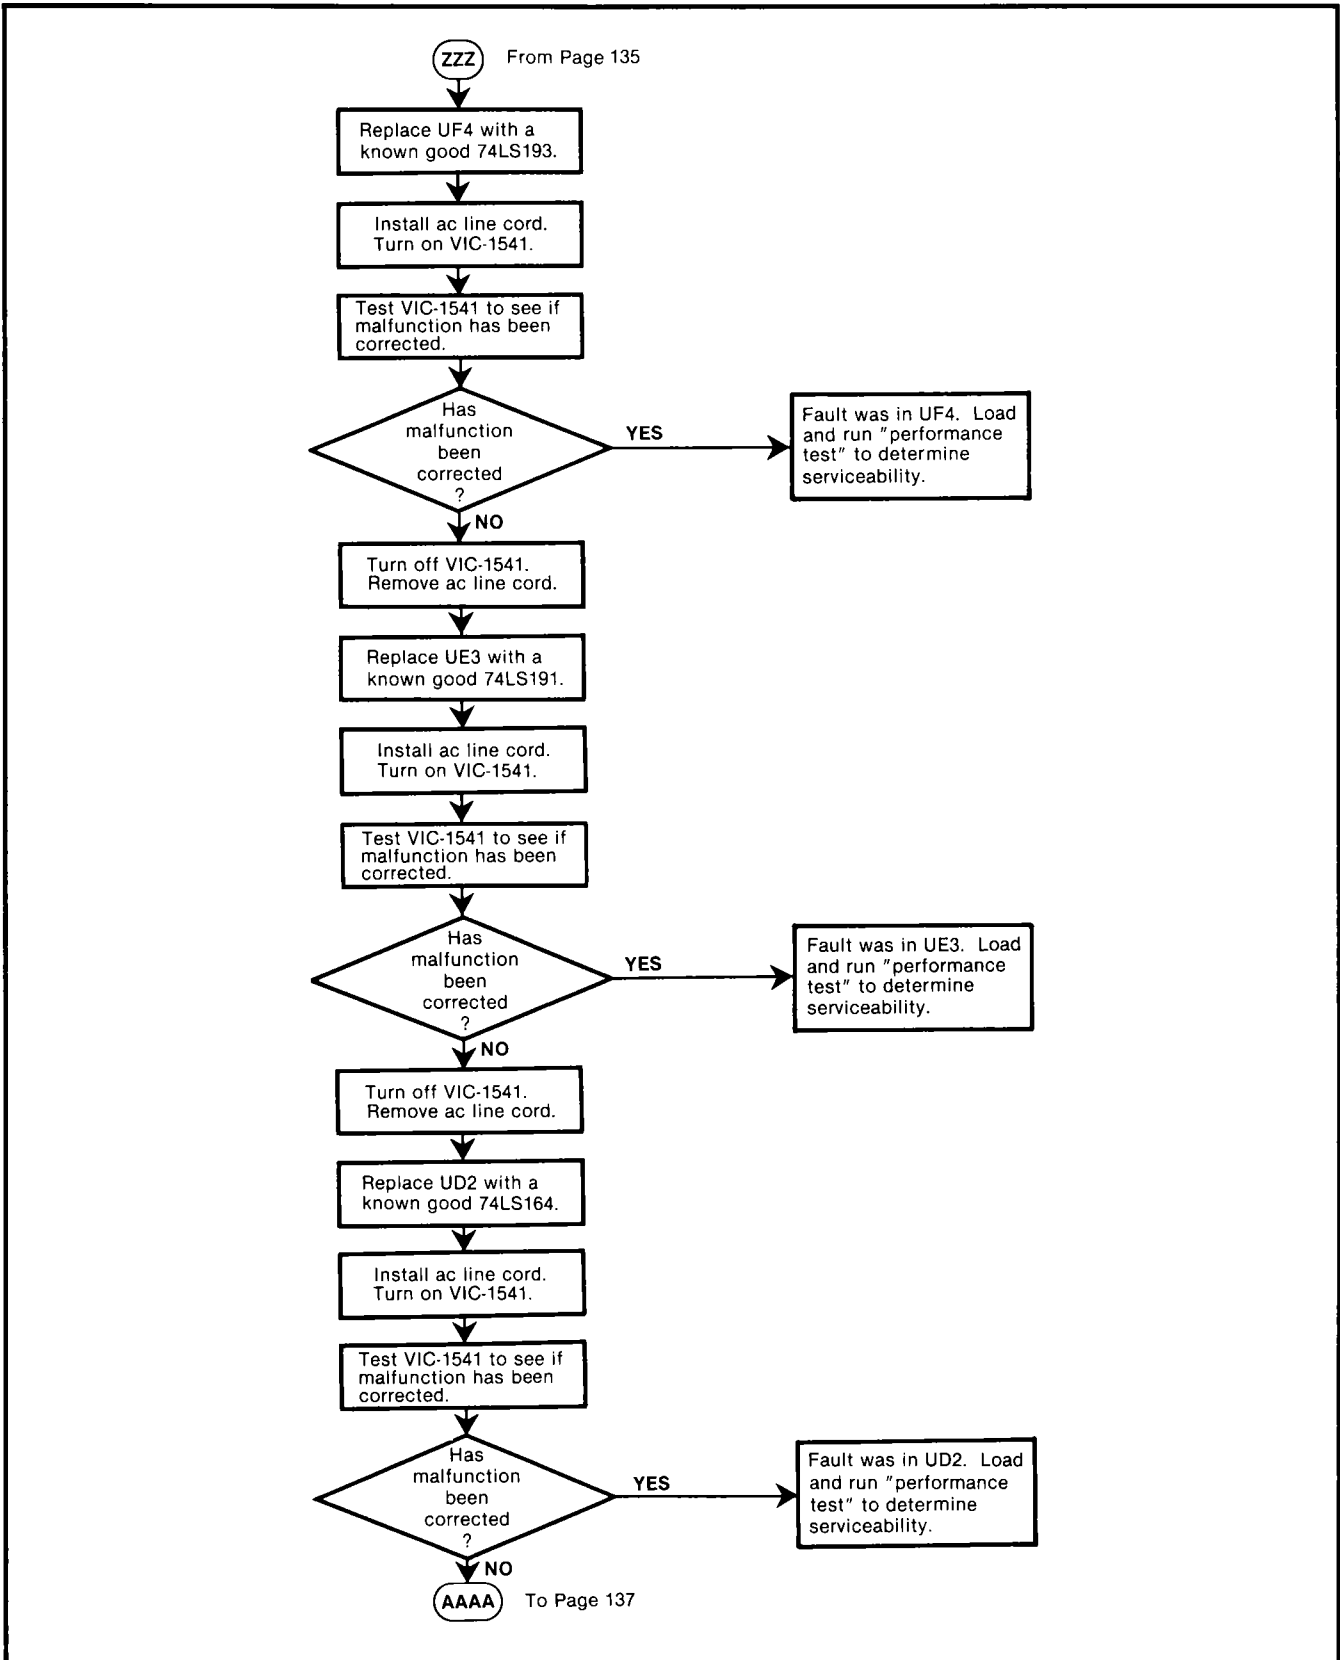 ZZZ From Page 135
Replace UF4 with a
known good 74LS193.
Install ac line cord.
Turn on VIC-1541.
Test VIC-1541 to see if
malfunction has been
corrected.
Has
malfunction
been
corrected
?
YES
Fault was in UF4. Load
and run "performance
test" to determine
serviceability.
NO
Turn off VIC-1541.
Remove ac line cord.
Replace UE3 with a
known good 74LS191.
Install ac line cord.
Turn on VIC-1541.
Test VIC-1541 to see if
malfunction has been
corrected.
Has
malfunction
been
corrected
?
YES
Fault was in UE3. Load
and run "performance
test" to determine
serviceability.
NO
Turn off VIC-1541.
Remove ac line cord.
Replace UD2 with a
known good 74LS164.
Install ac line cord.
Turn on VIC-1541.
Test VIC-1541 to see if
malfunction has been
corrected.
Has
malfunction
been
corrected
?
YES
Fault was in UD2. Load
and run "performance
test" to determine
serviceability.
NO
AAAA To Page 137